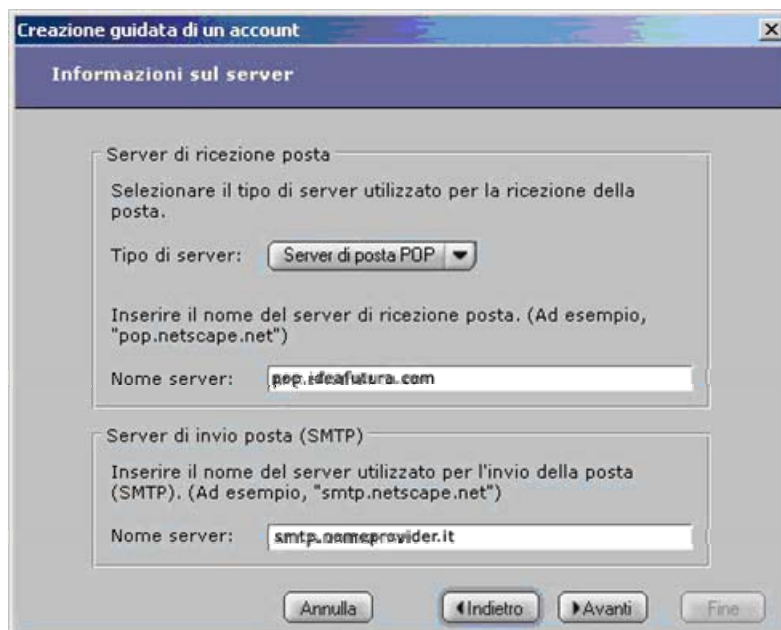 Creazione guidata di un account
Informazioni sul server
Server di ricezione posta
Selezionare il tipo di server utilizzato per la ricezione della
posta.
Tipo di server: Server di posta POP
Inserire il nome del server di ricezione posta. (Ad esempio,
"pop.netscape.net")
Nome server: pop.ideafutura.com
Server di invio posta (SMTP)
Inserire il nome del server utilizzato per l'invio della posta
(SMTP). (Ad esempio, "smtp.netscape.net")
Nome server: smtp.nomeprovider.it
Annulla Indietro Avanti Fine